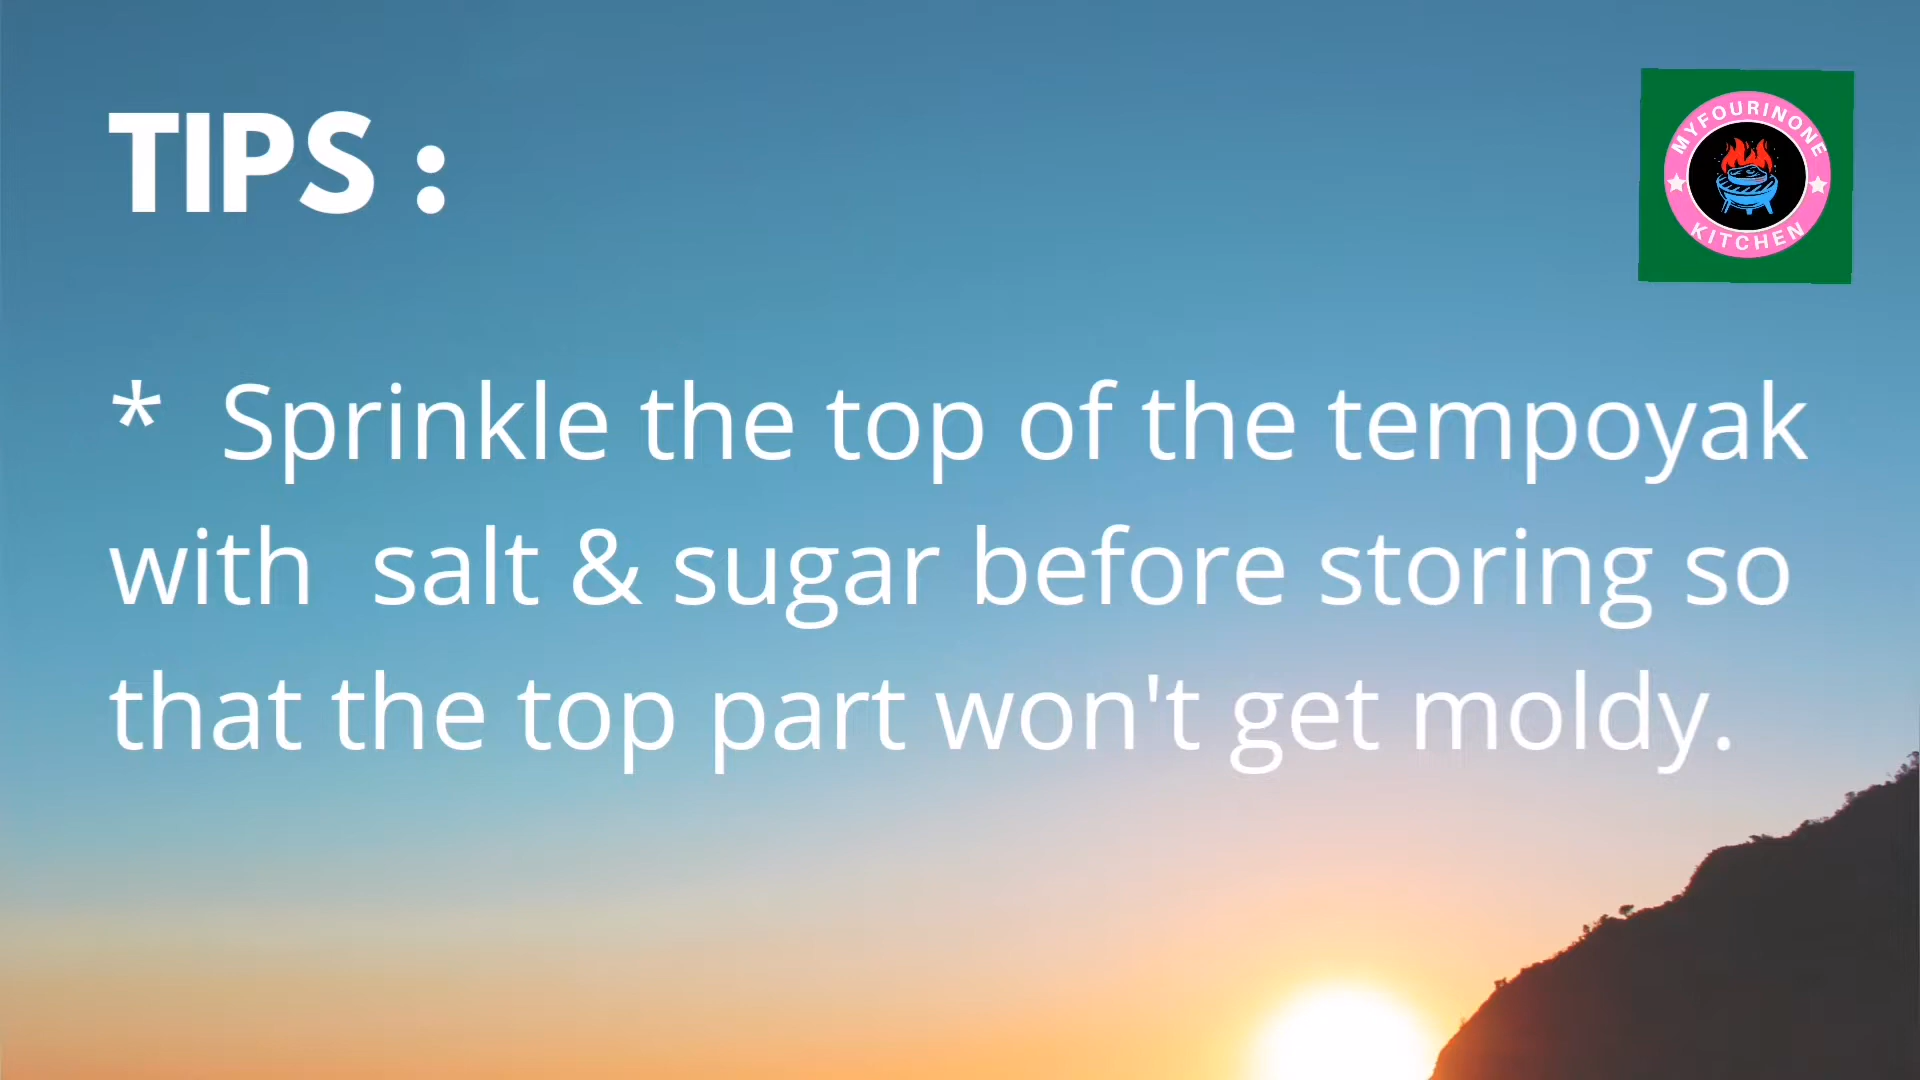 TIPS :
MYFOURINONE
KITCHEN
* Sprinkle the top of the tempoyak
with salt & sugar before storing so
that the top part won't get moldy.